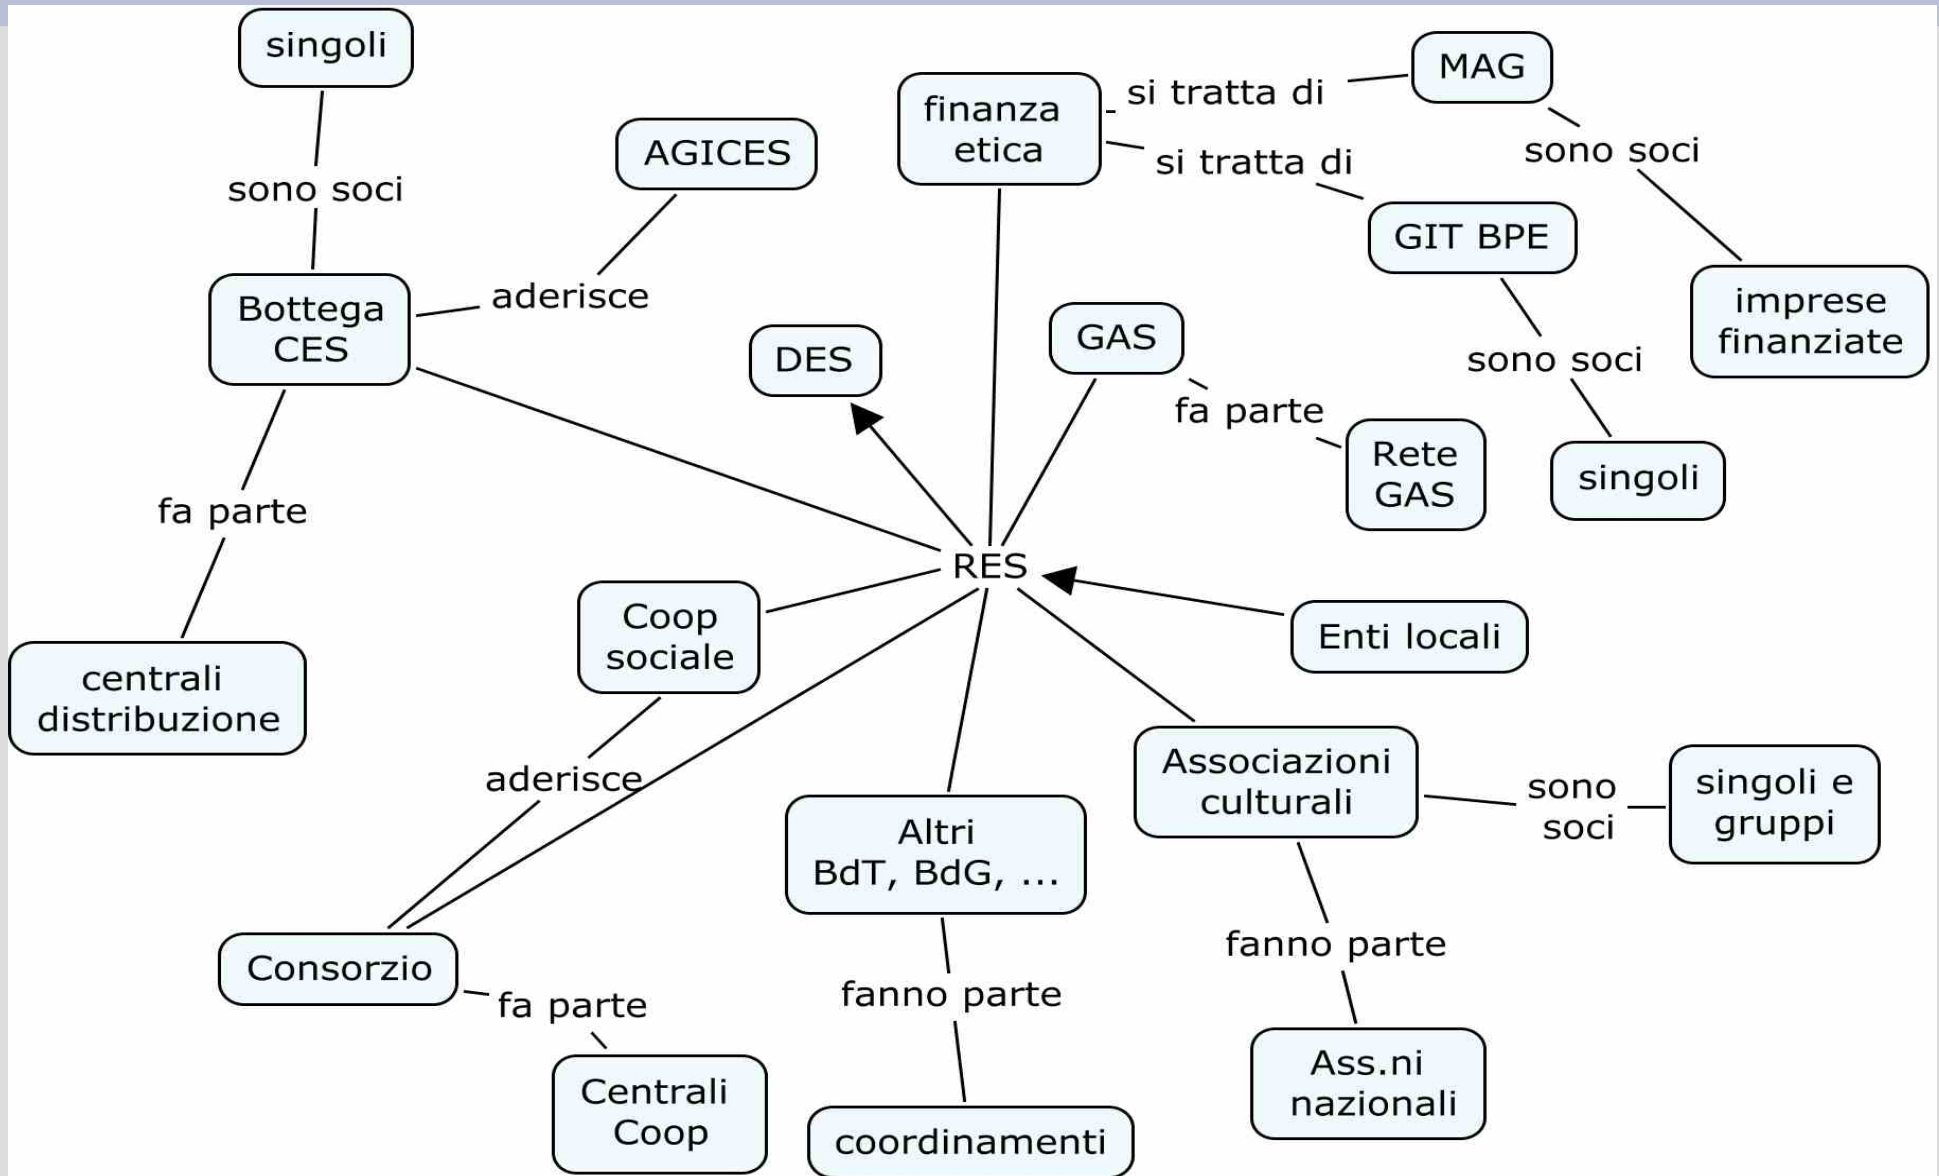 singoli
sono soci
Bottega
CES
aderisce
AGICES
fa parte
centrali
distribuzione
finanza
etica
si tratta di
MAG
sono soci
imprese
finanziate
si tratta di
GIT BPE
sono soci
singoli
DES
GAS
fa parte
Rete
GAS
RES
Enti locali
Coop
sociale
aderisce
Consorzio
fa parte
Centrali
Coop
Altri
BdT, BdG, ...
fanno parte
coordinamenti
Associazioni
culturali
sono
soci
singoli e
gruppi
fanno parte
Ass.ni
nazionali